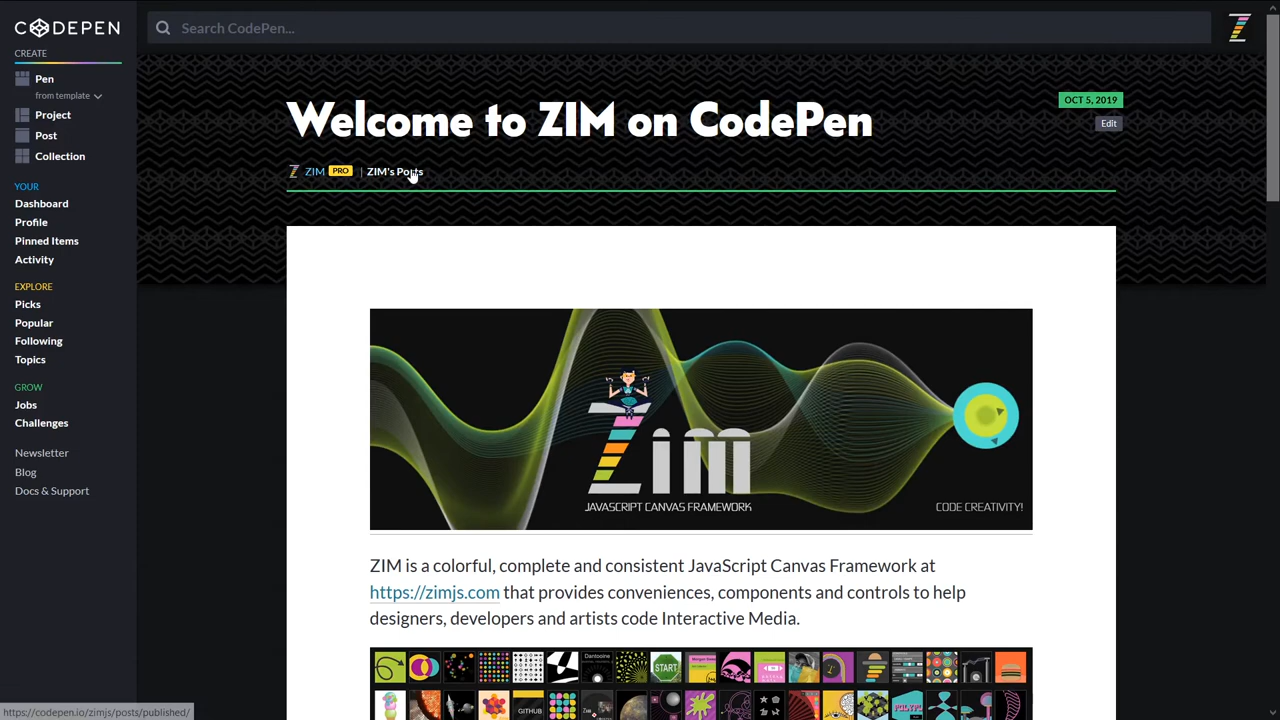 CODEPEN
Search CodePen...
CREATE
Pen
from template
Project
Post
Collection
YOUR
Dashboard
Profile
Pinned Items
Activity
EXPLORE
Picks
Popular
Following
Topics
GROW
Jobs
Challenges
Newsletter
Blog
Docs & Support
Welcome to ZIM on CodePen
OCT 5, 2019
Edit
ZIM PRO | ZIM's Posts
Zim
JAVASCRIPT CANVAS FRAMEWORK
CODE CREATIVITY!
ZIM is a colorful, complete and consistent JavaScript Canvas Framework at
https://zimjs.com that provides conveniences, components and controls to help
designers, developers and artists code Interactive Media.
START
GITHUB
https://codepen.io/zimjs/posts/published/